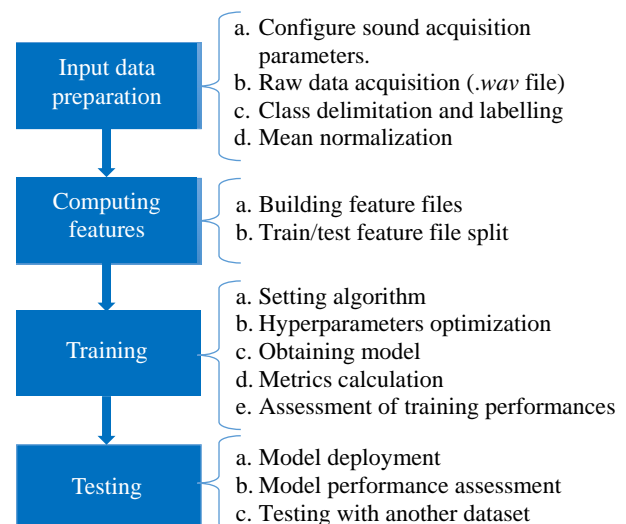 Input data
preparation
a. Configure sound acquisition
parameters.
b. Raw data acquisition (.wav file)
c. Class delimitation and labelling
d. Mean normalization
Computing
features
a. Building feature files
b. Train/test feature file split
Training
a. Setting algorithm
b. Hyperparameters optimization
c. Obtaining model
d. Metrics calculation
e. Assessment of training performances
Testing
a. Model deployment
b. Model performance assessment
c. Testing with another dataset